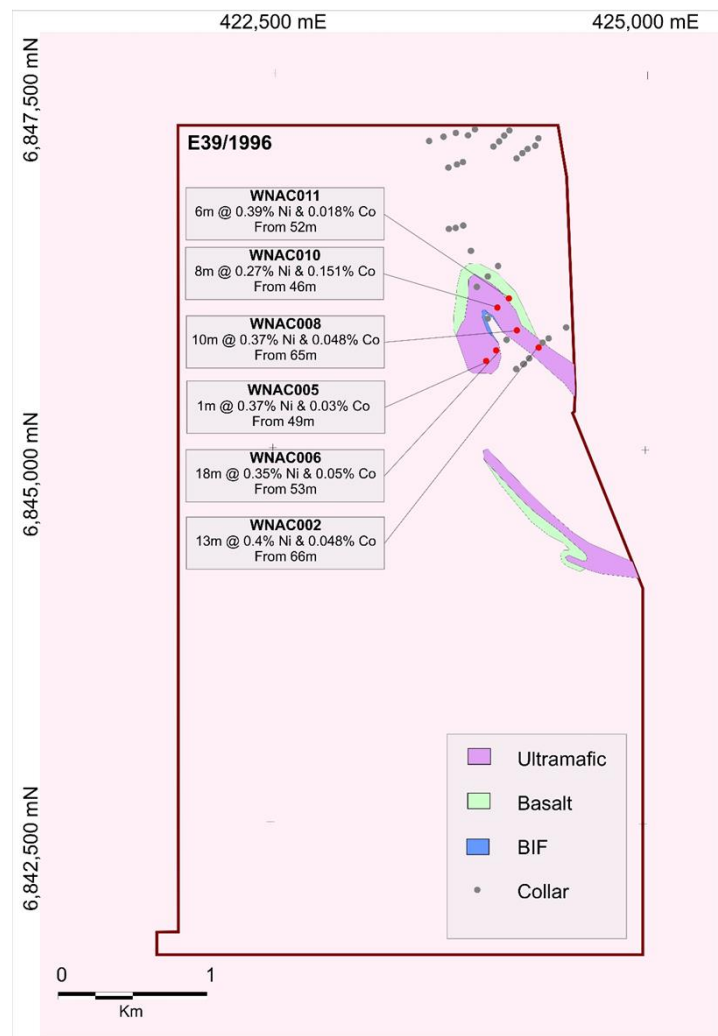 422,500 mE
425,000 mE
6,847,500 mN
E39/1996
WNAC011
6m @ 0.39% Ni & 0.018% Co
From 52m
WNAC010
8m @ 0.27% Ni & 0.151% Co
From 46m
WNAC008
10m @ 0.37% Ni & 0.048% Co
From 65m
WNAC005
1m @ 0.37% Ni & 0.03% Co
From 49m
6,845,000 mN
WNAC006
18m @ 0.35% Ni & 0.05% Co
From 53m
WNAC002
13m @ 0.4% Ni & 0.048% Co
From 66m
Ultramafic
Basalt
BIF
Collar
6,842,500 mN
0
1
Km